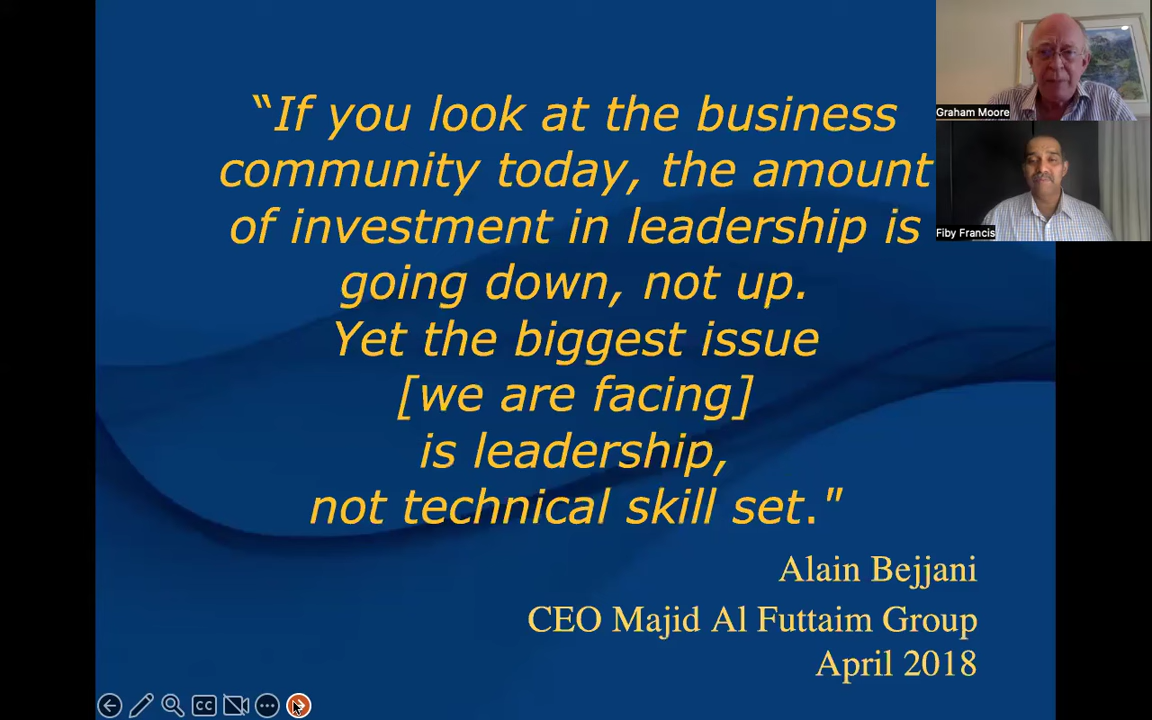 “If you look at the business
community today, the amount
of investment in leadership is
going down, not up.
Yet the biggest issue
[we are facing]
is leadership,
not technical skill set."
Alain Bejjani
CEO Majid Al Futtaim Group
April 2018
Graham Moore
Fiby Francis
CC